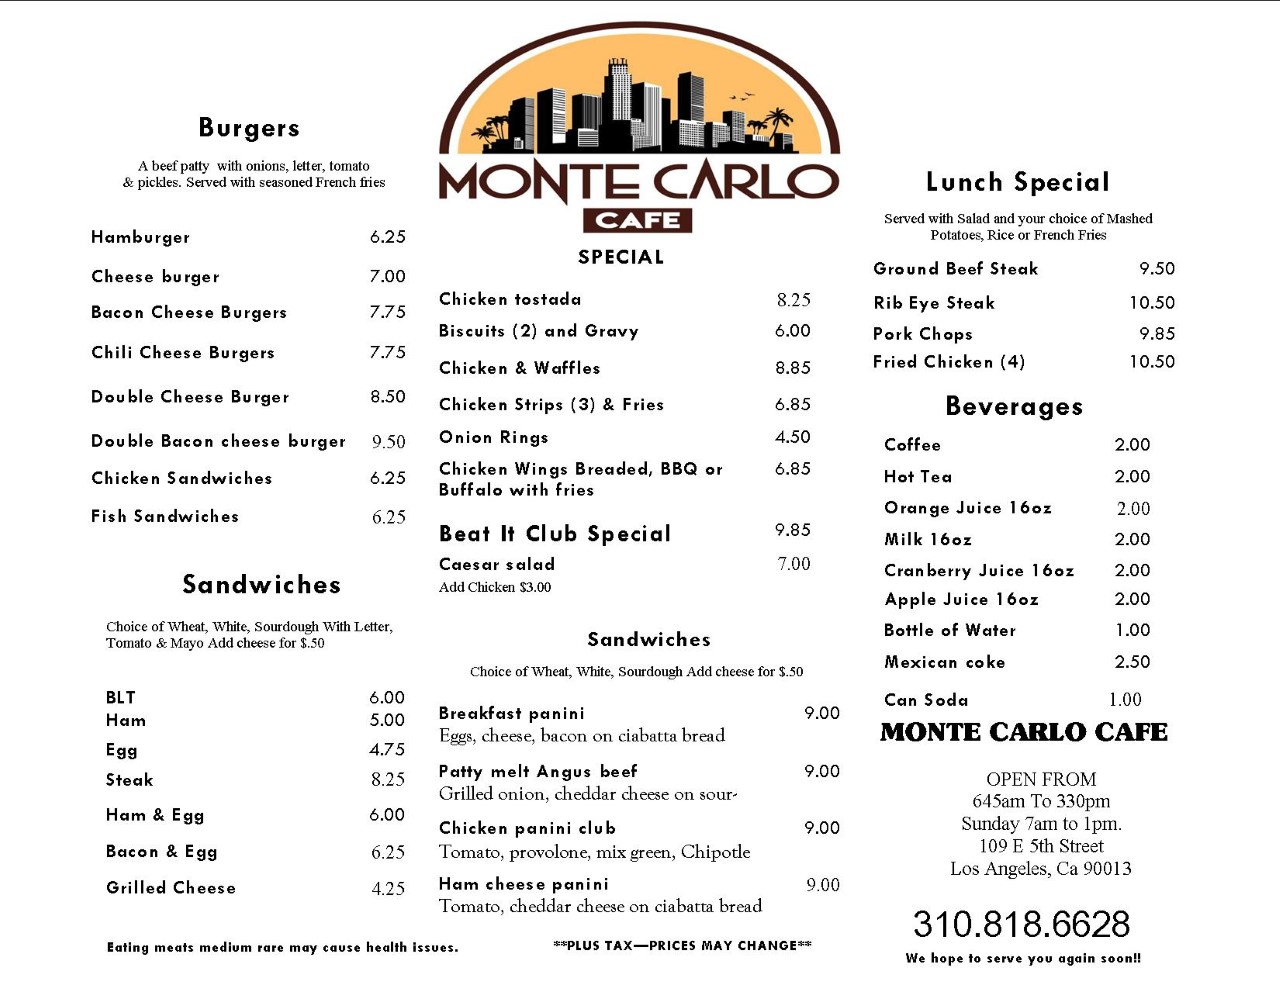 Burgers
A beef patty  with onions, letter, tomato
& pickles. Served with seasoned French fries
Hamburger 6.25
Cheese burger 7.00
Bacon Cheese Burgers 7.75
Chili Cheese Burgers 7.75
Double Cheese Burger 8.50
Double Bacon cheese burger 9.50
Chicken Sandwiches 6.25
Fish Sandwiches 6.25
Sandwiches
Choice of Wheat, White, Sourdough With Letter,
Tomato & Mayo Add cheese for $.50
BLT 6.00
Ham 5.00
Egg 4.75
Steak 8.25
Ham & Egg 6.00
Bacon & Egg 6.25
Grilled Cheese 4.25
Eating meats medium rare may cause health issues.
MONTE CARLO
CAFE
SPECIAL
Chicken tostada 8.25
Biscuits (2) and Gravy 6.00
Chicken & Waffles 8.85
Chicken Strips (3) & Fries 6.85
Onion Rings 4.50
Chicken Wings Breaded, BBQ or 6.85
Buffalo with fries
Beat It Club Special 9.85
Caesar salad 7.00
Add Chicken $3.00
Sandwiches
Choice of Wheat, White, Sourdough Add cheese for $.50
Breakfast panini 9.00
Eggs, cheese, bacon on ciabatta bread
Patty melt Angus beef 9.00
Grilled onion, cheddar cheese on sour-
Chicken panini club 9.00
Tomato, provolone, mix green, Chipotle
Ham cheese panini 9.00
Tomato, cheddar cheese on ciabatta bread
**PLUS TAX—PRICES MAY CHANGE**
Lunch Special
Served with Salad and your choice of Mashed
Potatoes, Rice or French Fries
Ground Beef Steak 9.50
Rib Eye Steak 10.50
Pork Chops 9.85
Fried Chicken (4) 10.50
Beverages
Coffee 2.00
Hot Tea 2.00
Orange Juice 16oz 2.00
Milk 16oz 2.00
Cranberry Juice 16oz 2.00
Apple Juice 16oz 2.00
Bottle of Water 1.00
Mexican coke 2.50
Can Soda 1.00
MONTE CARLO CAFE
OPEN FROM
645am To 330pm
Sunday 7am to 1pm.
109 E 5th Street
Los Angeles, Ca 90013
310.818.6628
We hope to serve you again soon!!